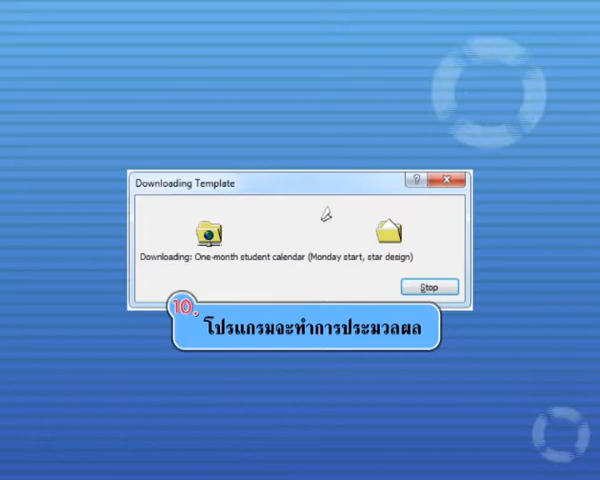 Downloading Template
Downloading: One-month student calendar (Monday start, star design)
Stop
10. โปรแกรมจะทำการประมวลผล